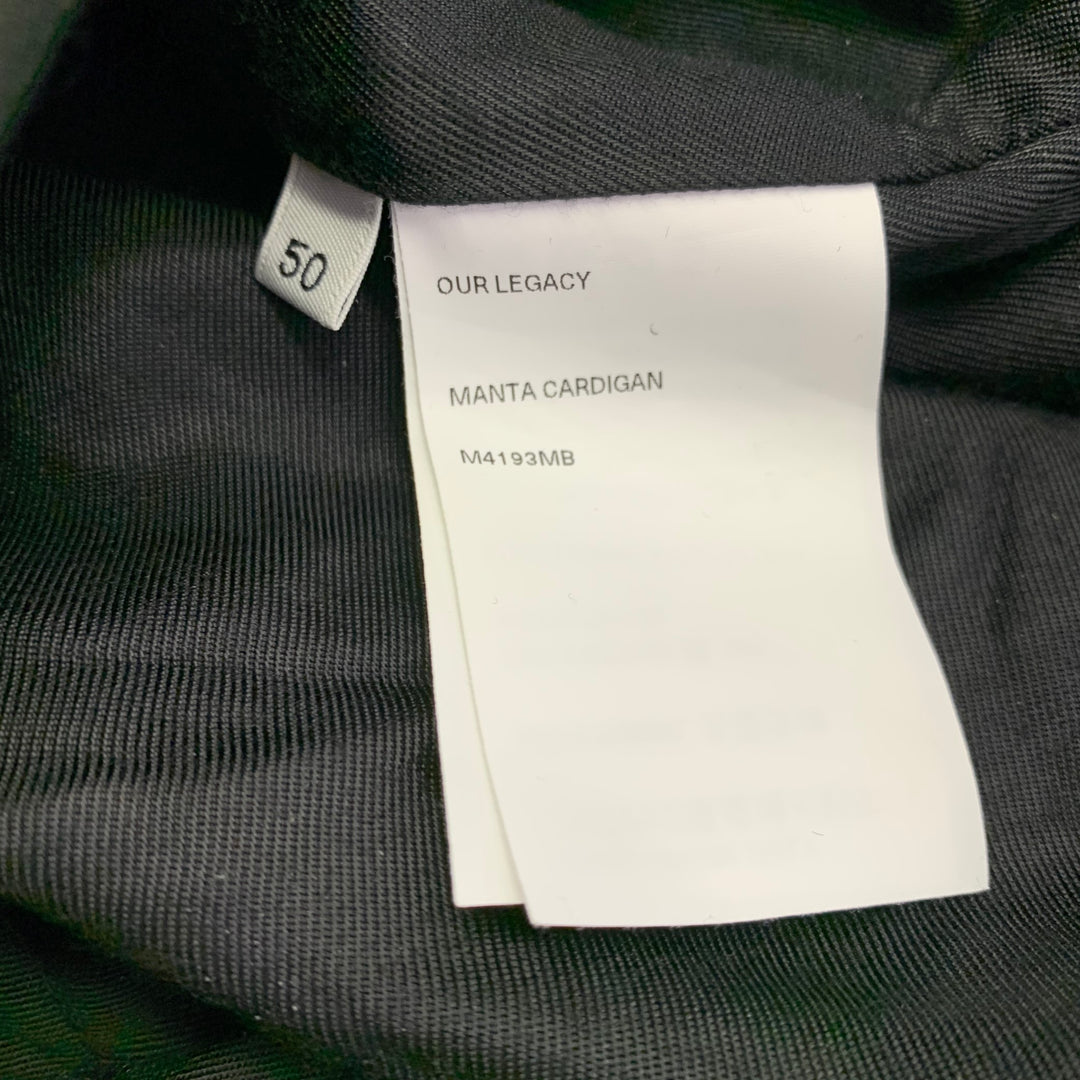 50
OUR LEGACY
MANTA CARDIGAN
M4193MB